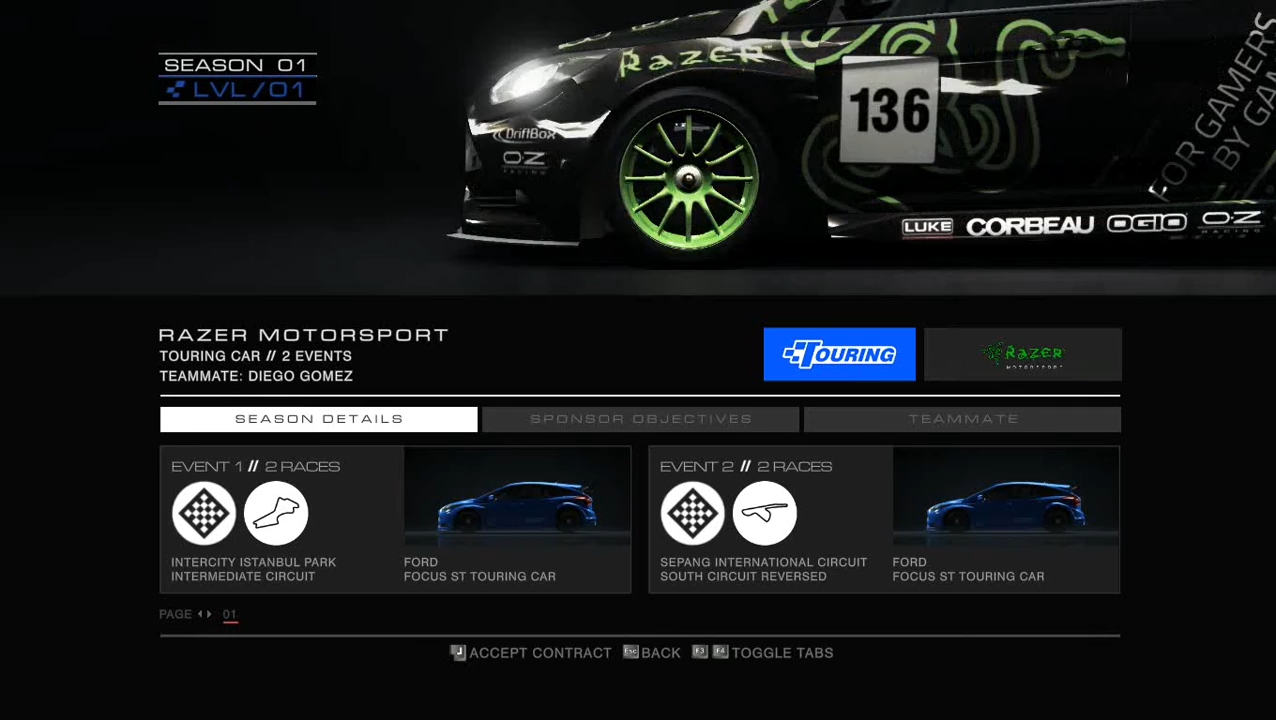 SEASON 01
LVL/01
RAZER
DRIFTBOX
O·Z
RACING
136
FOR GAMERS
BY GA
LUKE CORBEAU OGIO O·Z
RACING
RAZER MOTORSPORT
TOURING CAR // 2 EVENTS
TEAMMATE: DIEGO GOMEZ
TOURING
RAZER
MOTORSPORT
SEASON DETAILS SPONSOR OBJECTIVES TEAMMATE
EVENT 1 // 2 RACES
INTERCITY ISTANBUL PARK
INTERMEDIATE CIRCUIT
FORD
FOCUS ST TOURING CAR
EVENT 2 // 2 RACES
SEPANG INTERNATIONAL CIRCUIT
SOUTH CIRCUIT REVERSED
FORD
FOCUS ST TOURING CAR
PAGE 01
ACCEPT CONTRACT Esc BACK F3 F4 TOGGLE TABS